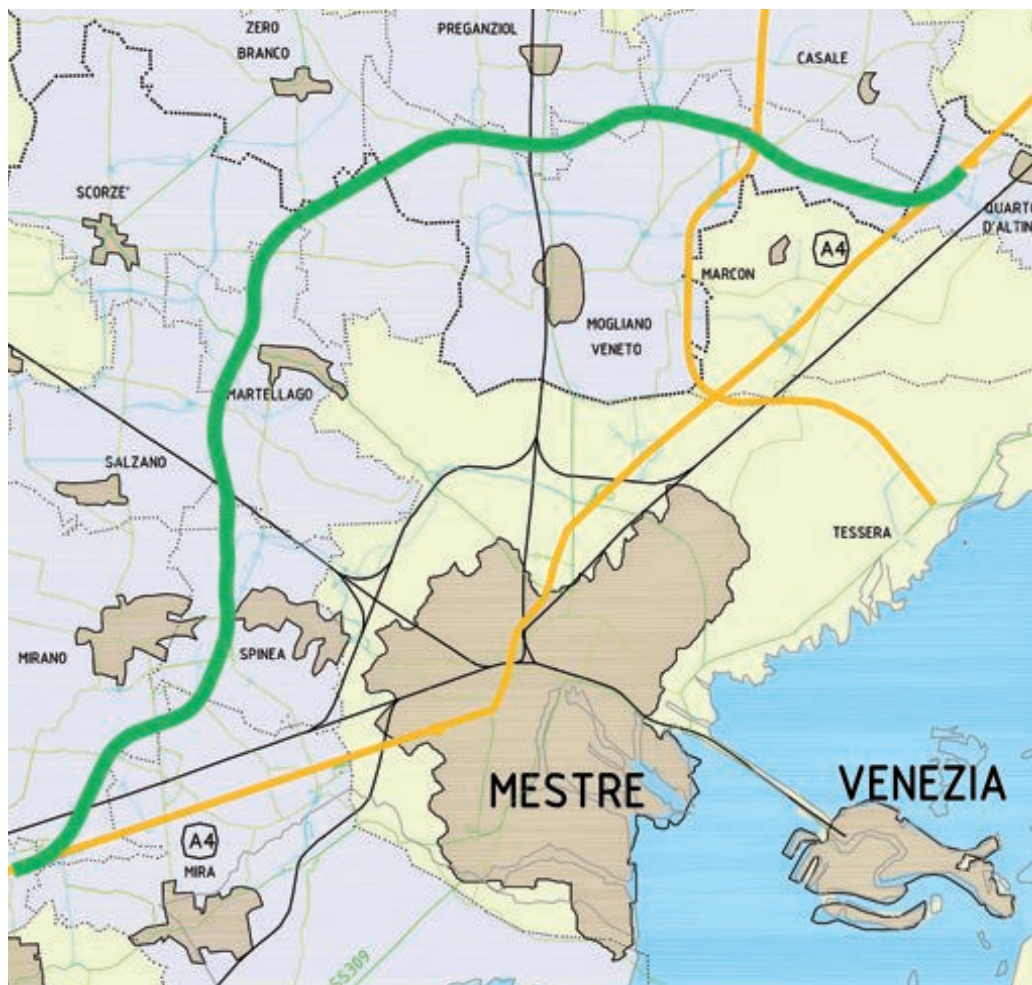 ZERO
BRANCO
PREGANZIOL
CASALE
SCORZE'
QUARTO
D'ALTIN
A4
MARCON
MOGLIANO
VENETO
MARTELLAGO
SALZANO
TESSERA
MIRANO
SPINEA
MESTRE
VENEZIA
A4
MIRA
SS309